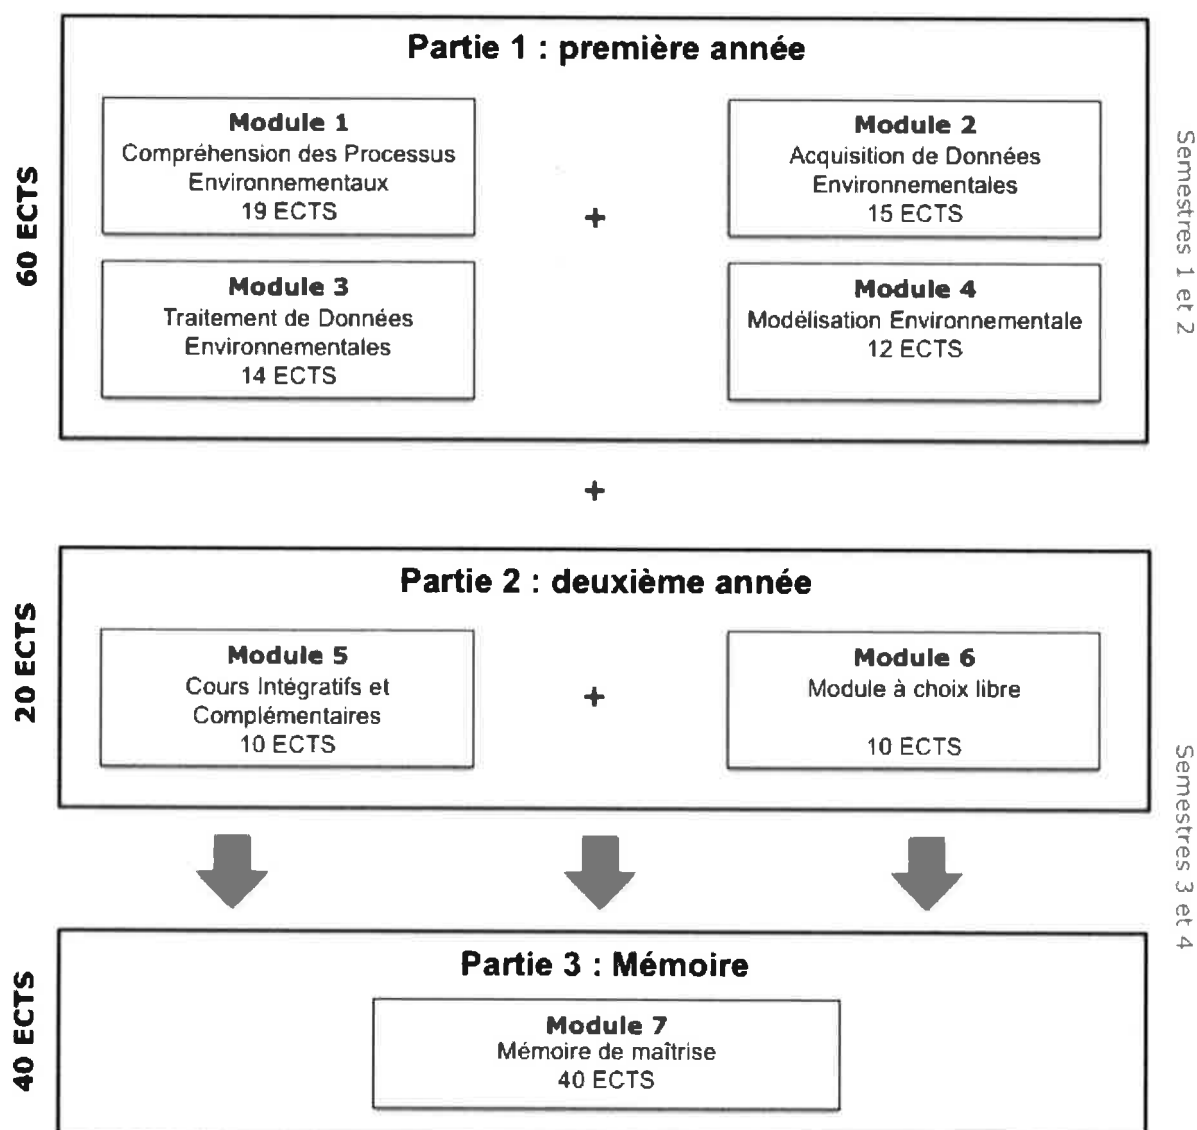 Partie 1 : première année
Module 1
Compréhension des Processus
Environnementaux
19 ECTS
+
Module 2
Acquisition de Données
Environnementales
15 ECTS
Module 3
Traitement de Données
Environnementales
14 ECTS
Module 4
Modélisation Environnementale
12 ECTS
60 ECTS
Semestres 1 et 2
+
Partie 2 : deuxième année
Module 5
Cours Intégratifs et
Complémentaires
10 ECTS
+
Module 6
Module à choix libre
10 ECTS
20 ECTS
Semestres 3 et 4
Partie 3 : Mémoire
Module 7
Mémoire de maîtrise
40 ECTS
40 ECTS